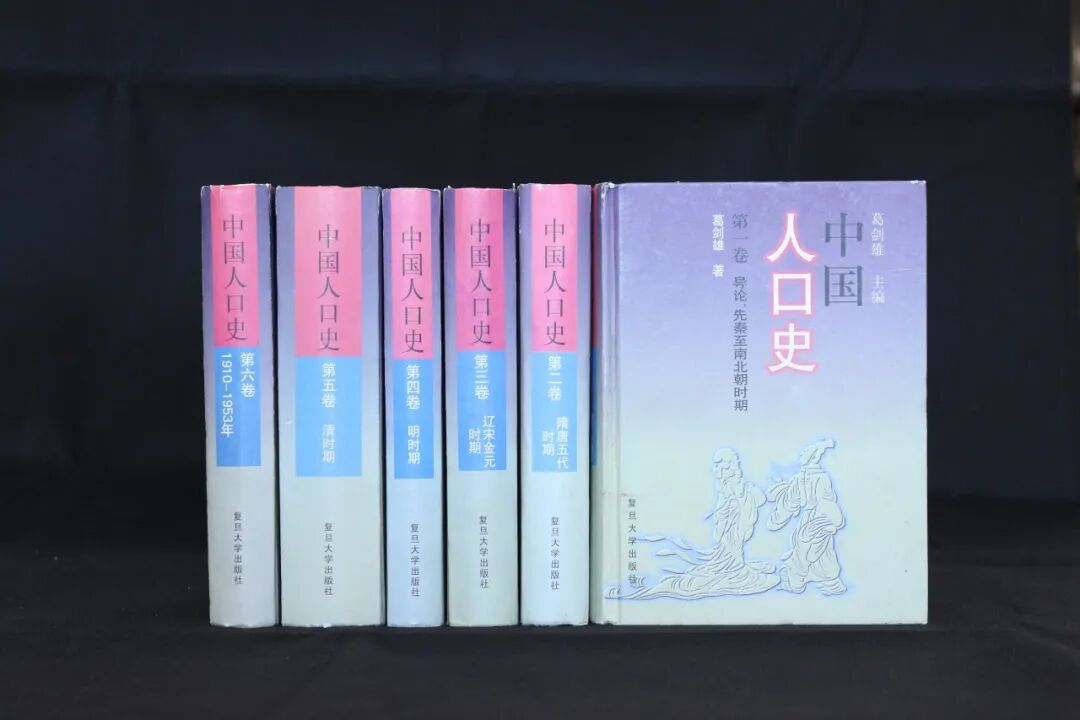 中国人口史
第六卷
1910-1953年
复旦大学出版社
中国人口史
第五卷 清时期
复旦大学出版社
中国人口史
第四卷 明时期
复旦大学出版社
中国人口史
第三卷
辽宋金元
时期
复旦大学出版社
中国人口史
第二卷
隋唐五代
时期
复旦大学出版社
葛剑雄 主编
中国
人口史
第一卷 导论、先秦至南北朝时期
葛剑雄 著
复旦大学出版社